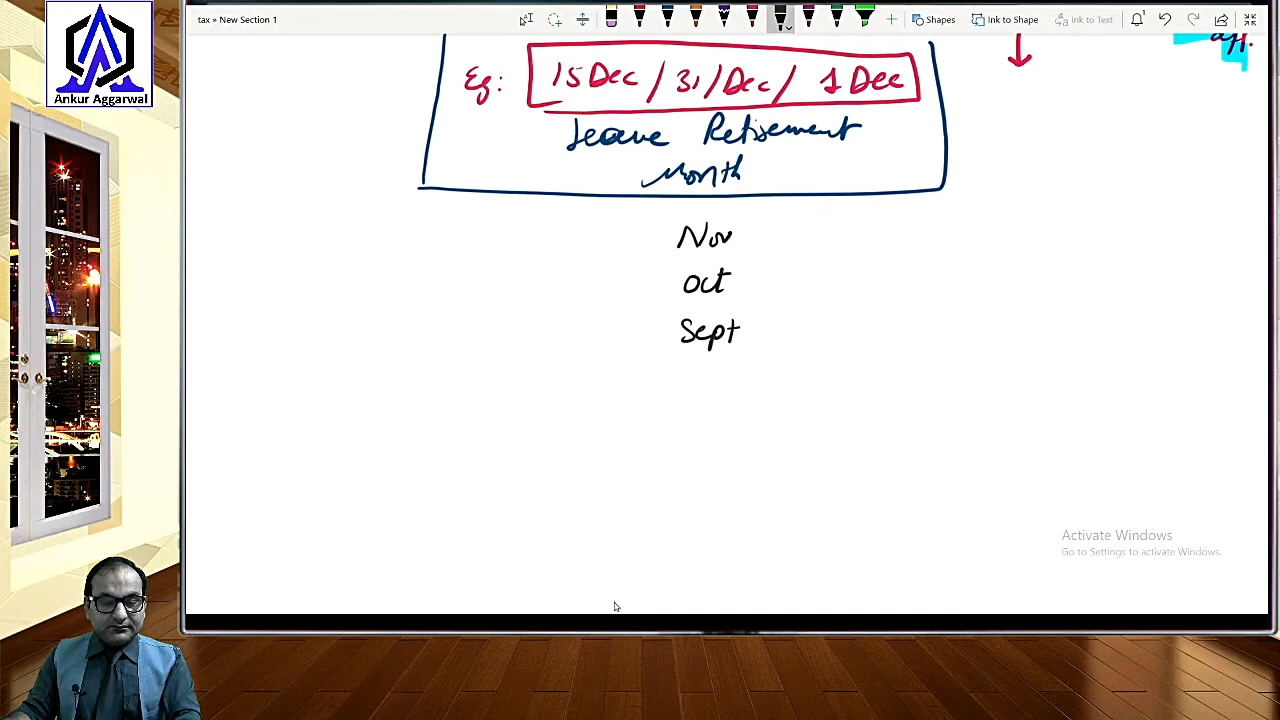 tax » New Section 1
Shapes
Ink to Shape
Ink to Text
Ankur Aggarwal
Eg: 15 Dec / 31/Dec/ 1 Dec
Leave Retirement
Month
Nov
Oct
Sept
Activate Windows
Go to Settings to activate Windows.